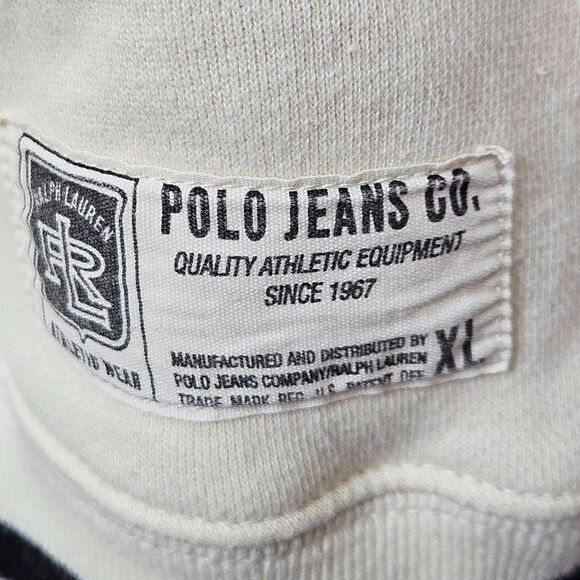 RALPH LAUREN
RL
ATHLETIC WEAR
POLO JEANS CO.
QUALITY ATHLETIC EQUIPMENT
SINCE 1967
MANUFACTURED AND DISTRIBUTED BY
POLO JEANS COMPANY/RALPH LAUREN
TRADE MARK REG. U.S. PATENT OFF
XL